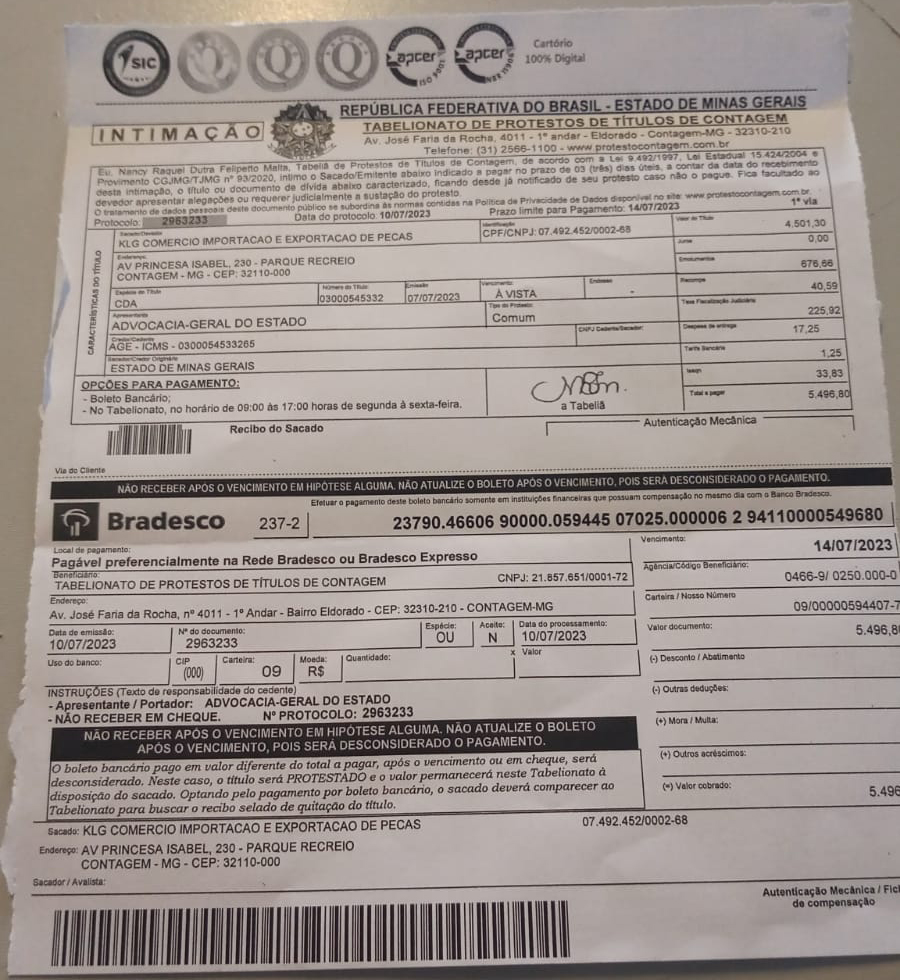 SIC
Q
Q
Q
apcer
ISO 9001
apcer
Cartório
100% Digital
INTIMAÇÃO
REPÚBLICA FEDERATIVA DO BRASIL - ESTADO DE MINAS GERAIS
TABELIONATO DE PROTESTOS DE TÍTULOS DE CONTAGEM
Av. José Faria da Rocha, 4011 - 1º andar - Eldorado - Contagem-MG - 32310-210
Telefone: (31) 2566-1100 - www.protestocontagem.com.br
Eu, Nancy Raquel Dutra Felipetto Malta, Tabeliã de Protestos de Títulos de Contagem, de acordo com a Lei 9.492/1997, Lei Estadual 15.424/2004 e
Provimento CGJMG/TJMG nº 93/2020, intimo o Sacado/Emitente abaixo indicado a pagar no prazo de 03 (três) dias úteis, a contar da data do recebimento
desta intimação, o título ou documento de dívida abaixo caracterizado, ficando desde já notificado de seu protesto caso não o pague. Fica facultado ao
devedor apresentar alegações ou requerer judicialmente a sustação do protesto.
O tratamento de dados pessoais deste documento público se subordina às normas contidas na Política de Privacidade de Dados disponível no site: www.protestocontagem.com.br.
Protocolo: 2963233 Data do protocolo: 10/07/2023 Prazo limite para Pagamento: 14/07/2023 1ª via
CARACTERÍSTICAS DO TÍTULO
Sacado/Devedor Identificação Valor do Título
KLG COMERCIO IMPORTACAO E EXPORTACAO DE PECAS CPF/CNPJ: 07.492.452/0002-68 4.501,30
Juros 0,00
Endereço
AV PRINCESA ISABEL, 230 - PARQUE RECREIO
CONTAGEM - MG - CEP: 32110-000
Emolumentos 676,66
Espécie do Título Número do Título Emissão Vencimento Endosso Recompe
CDA 03000545332 07/07/2023 À VISTA - 40,59
Apresentante Tipo do Protesto Taxa Fiscalização Judiciária
ADVOCACIA-GERAL DO ESTADO Comum 225,92
Credor/Cedente CNPJ Cedente/Sacador: Despesa de entrega
AGE - ICMS - 0300054533265 17,25
Sacador/Credor Originário Tarifa Bancária
ESTADO DE MINAS GERAIS 1,25
Issqn 33,83
OPÇÕES PARA PAGAMENTO:
- Boleto Bancário;
- No Tabelionato, no horário de 09:00 às 17:00 horas de segunda à sexta-feira.
a Tabeliã
Total a pagar 5.496,80
Recibo do Sacado
Autenticação Mecânica
Via do Cliente
NÃO RECEBER APÓS O VENCIMENTO EM HIPÓTESE ALGUMA. NÃO ATUALIZE O BOLETO APÓS O VENCIMENTO, POIS SERÁ DESCONSIDERADO O PAGAMENTO.
Efetuar o pagamento deste boleto bancário somente em instituições financeiras que possuam compensação no mesmo dia com o Banco Bradesco.
Bradesco 237-2 23790.46606 90000.059445 07025.000006 2 94110000549680
Local de pagamento: Vencimento:
Pagável preferencialmente na Rede Bradesco ou Bradesco Expresso 14/07/2023
Beneficiário: Agência/Código Beneficiário:
TABELIONATO DE PROTESTOS DE TÍTULOS DE CONTAGEM CNPJ: 21.857.651/0001-72 0466-9/ 0250.000-0
Endereço: Carteira / Nosso Número
Av. José Faria da Rocha, nº 4011 - 1º Andar - Bairro Eldorado - CEP: 32310-210 - CONTAGEM-MG 09/00000594407-7
Data de emissão: Nº do documento: Espécie: Aceite: Data do processamento: Valor documento:
10/07/2023 2963233 OU N 10/07/2023 5.496,8
Uso do banco: CIP Carteira: Moeda: Quantidade: x Valor (-) Desconto / Abatimento
(000) 09 R$
INSTRUÇÕES (Texto de responsabilidade do cedente)
- Apresentante / Portador: ADVOCACIA-GERAL DO ESTADO
- NÃO RECEBER EM CHEQUE. Nº PROTOCOLO: 2963233
(-) Outras deduções:
NÃO RECEBER APÓS O VENCIMENTO EM HIPÓTESE ALGUMA. NÃO ATUALIZE O BOLETO
APÓS O VENCIMENTO, POIS SERÁ DESCONSIDERADO O PAGAMENTO.
(+) Mora / Multa:
(+) Outros acréscimos:
O boleto bancário pago em valor diferente do total a pagar, após o vencimento ou em cheque, será
desconsiderado. Neste caso, o título será PROTESTADO e o valor permanecerá neste Tabelionato à
disposição do sacado. Optando pelo pagamento por boleto bancário, o sacado deverá comparecer ao
Tabelionato para buscar o recibo selado de quitação do título.
(=) Valor cobrado:
5.496
Sacado: KLG COMERCIO IMPORTACAO E EXPORTACAO DE PECAS 07.492.452/0002-68
Endereço: AV PRINCESA ISABEL, 230 - PARQUE RECREIO
CONTAGEM - MG - CEP: 32110-000
Sacador / Avalista:
Autenticação Mecânica / Fich
de compensação